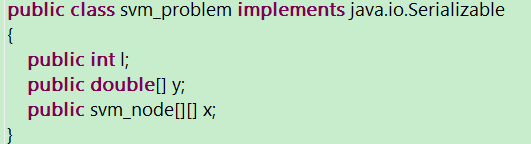 public class svm_problem implements java.io.Serializable
{
public int l;
public double[] y;
public svm_node[][] x;
}